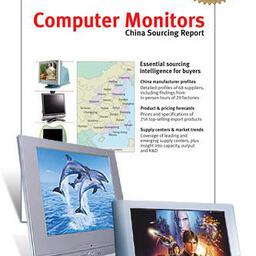 Computer Monitors
China Sourcing Report
Essential sourcing
intelligence for buyers
China manufacturer profiles
Detailed profiles of 68 suppliers,
including findings from
in-person tours of 29 factories
Product & pricing forecasts
Prices and specifications of
256 top-selling export products
Supply centers & market trends
Coverage of leading and
emerging supply centers, plus
insight into capacity, output
and R&D